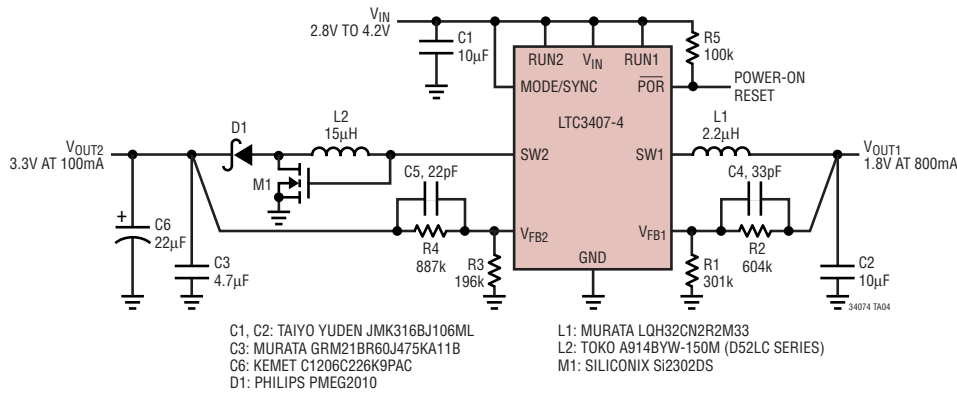 VIN
2.8V TO 4.2V
C1
10µF
R5
100k
RUN2
VIN
RUN1
MODE/SYNC
POR
POWER-ON
RESET
LTC3407-4
D1
L2
15µH
L1
2.2µH
VOUT2
3.3V AT 100mA
SW2
SW1
VOUT1
1.8V AT 800mA
M1
C5, 22pF
C4, 33pF
+
C6
22µF
VFB2
VFB1
C3
4.7µF
R4
887k
R3
196k
GND
R1
301k
R2
604k
C2
10µF
34074 TA04
C1, C2: TAIYO YUDEN JMK316BJ106ML
C3: MURATA GRM21BR60J475KA11B
C6: KEMET C1206C226K9PAC
D1: PHILIPS PMEG2010
L1: MURATA LQH32CN2R2M33
L2: TOKO A914BYW-150M (D52LC SERIES)
M1: SILICONIX Si2302DS